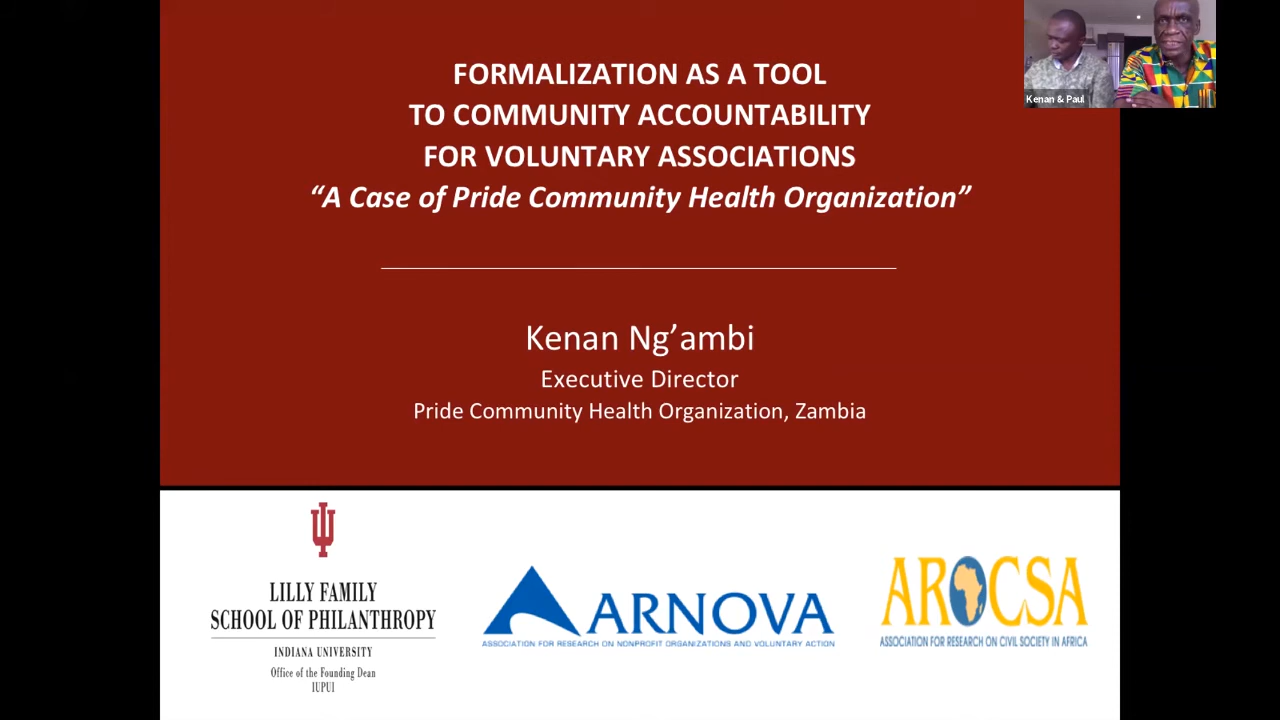 FORMALIZATION AS A TOOL
TO COMMUNITY ACCOUNTABILITY
FOR VOLUNTARY ASSOCIATIONS
“A Case of Pride Community Health Organization”
Kenan & Paul
Kenan Ng’ambi
Executive Director
Pride Community Health Organization, Zambia
LILLY FAMILY
SCHOOL OF PHILANTHROPY
INDIANA UNIVERSITY
Office of the Founding Dean
IUPUI
ARNOVA
ASSOCIATION FOR RESEARCH ON NONPROFIT ORGANIZATIONS AND VOLUNTARY ACTION
AROCSA
ASSOCIATION FOR RESEARCH ON CIVIL SOCIETY IN AFRICA